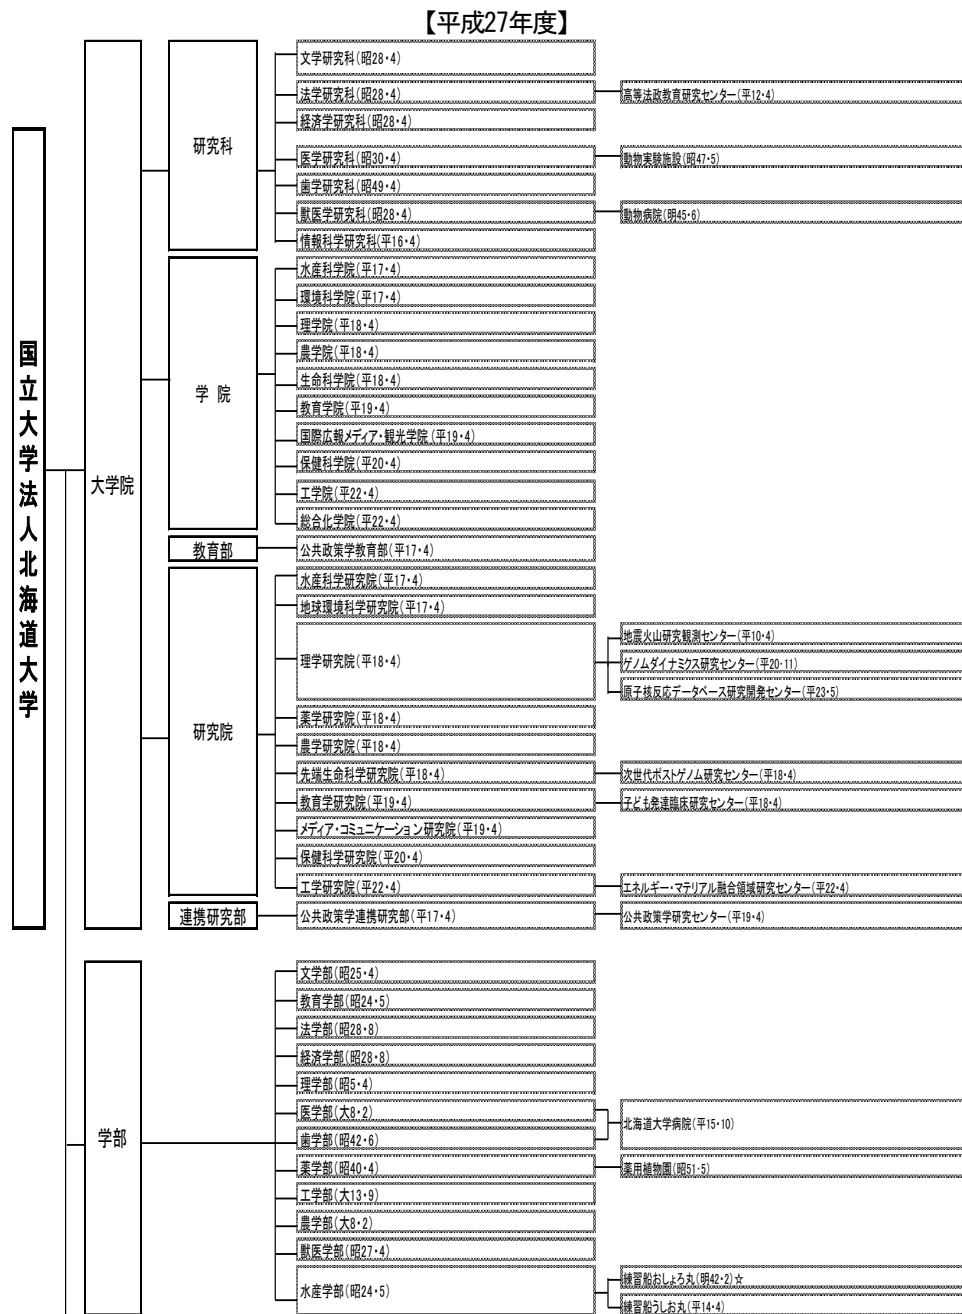 【平成27年度】
国立大学法人北海道大学
大学院
研究科
文学研究科(昭28・4)
法学研究科(昭28・4)
高等法政教育研究センター(平12・4)
経済学研究科(昭28・4)
医学研究科(昭30・4)
動物実験施設(昭47・5)
歯学研究科(昭49・4)
獣医学研究科(昭28・4)
動物病院(明45・6)
情報科学研究科(平16・4)
学 院
水産科学院(平17・4)
環境科学院(平17・4)
理学院(平18・4)
農学院(平18・4)
生命科学院(平18・4)
教育学院(平19・4)
国際広報メディア・観光学院(平19・4)
保健科学院(平20・4)
工学院(平22・4)
総合化学院(平22・4)
教育部
公共政策学教育部(平17・4)
研究院
水産科学研究院(平17・4)
地球環境科学研究院(平17・4)
理学研究院(平18・4)
地震火山研究観測センター(平10・4)
ゲノムダイナミクス研究センター(平20・11)
原子核反応データベース研究開発センター(平23・5)
薬学研究院(平18・4)
農学研究院(平18・4)
先端生命科学研究院(平18・4)
次世代ポストゲノム研究センター(平18・4)
教育学研究院(平19・4)
子ども発達臨床研究センター(平18・4)
メディア・コミュニケーション研究院(平19・4)
保健科学研究院(平20・4)
工学研究院(平22・4)
エネルギー・マテリアル融合領域研究センター(平22・4)
連携研究部
公共政策学連携研究部(平17・4)
公共政策学研究センター(平19・4)
学部
文学部(昭25・4)
教育学部(昭24・5)
法学部(昭28・8)
経済学部(昭28・8)
理学部(昭5・4)
医学部(大8・2)
歯学部(昭42・6)
北海道大学病院(平15・10)
薬学部(昭40・4)
薬用植物園(昭51・5)
工学部(大13・9)
農学部(大8・2)
獣医学部(昭27・4)
水産学部(昭24・5)
練習船おしょろ丸(明42・2)☆
練習船うしお丸(平14・4)